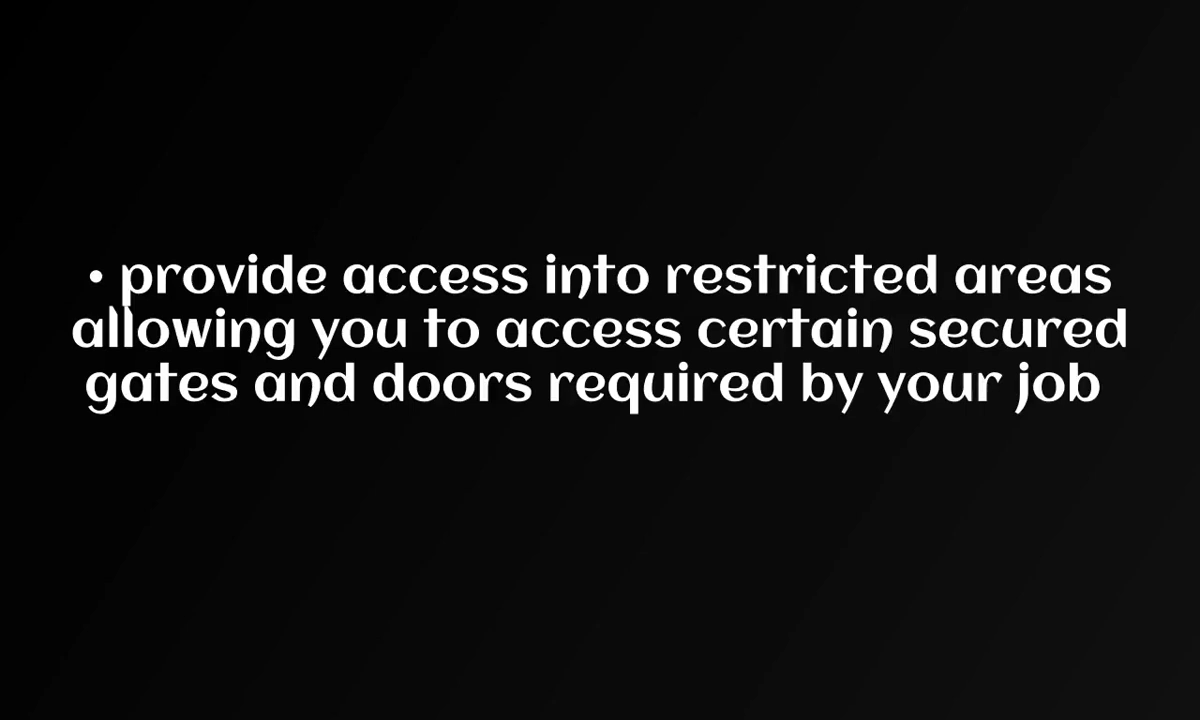 • provide access into restricted areas
allowing you to access certain secured
gates and doors required by your job